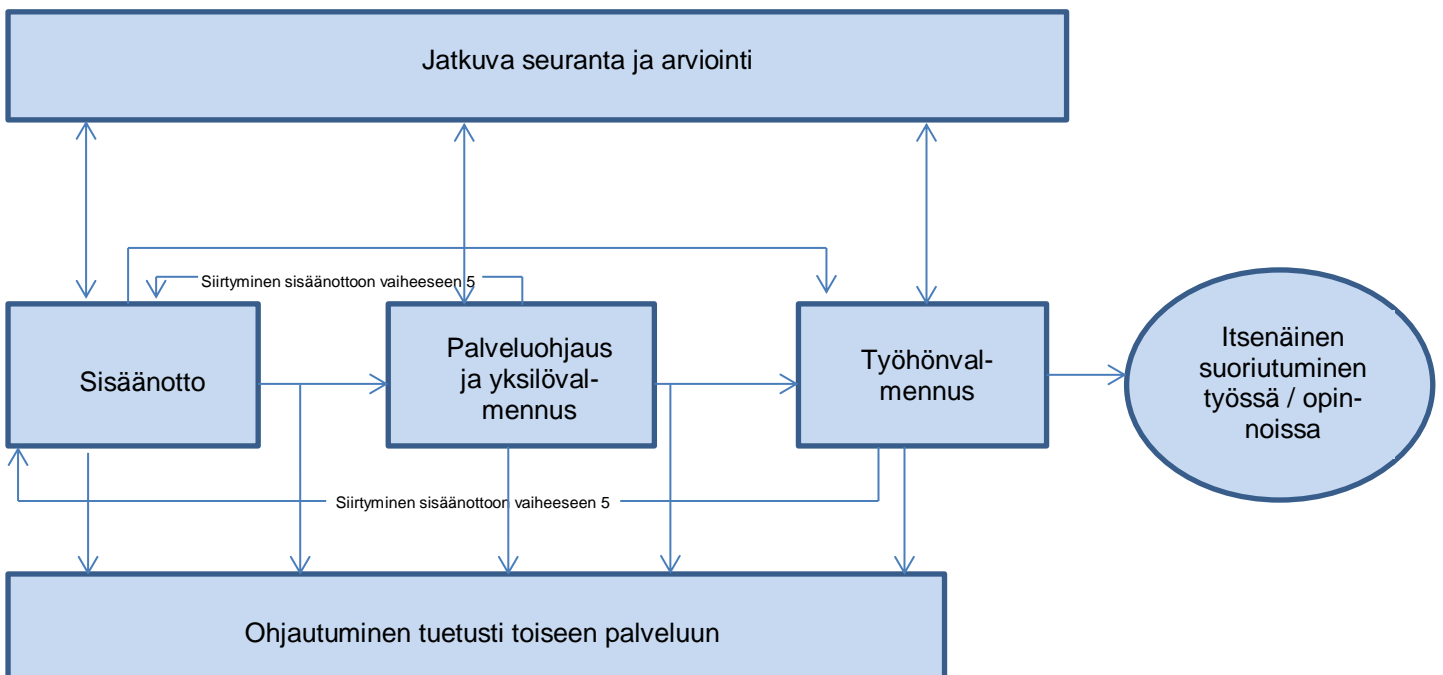 Jatkuva seuranta ja arviointi
Siirtyminen sisäänottoon vaiheeseen 5
Sisäänotto
Palveluohjaus
ja yksilöval-
mennus
Työhönval-
mennus
Itsenäinen
suoriutuminen
työssä / opin-
noissa
Siirtyminen sisäänottoon vaiheeseen 5
Ohjautuminen tuetusti toiseen palveluun